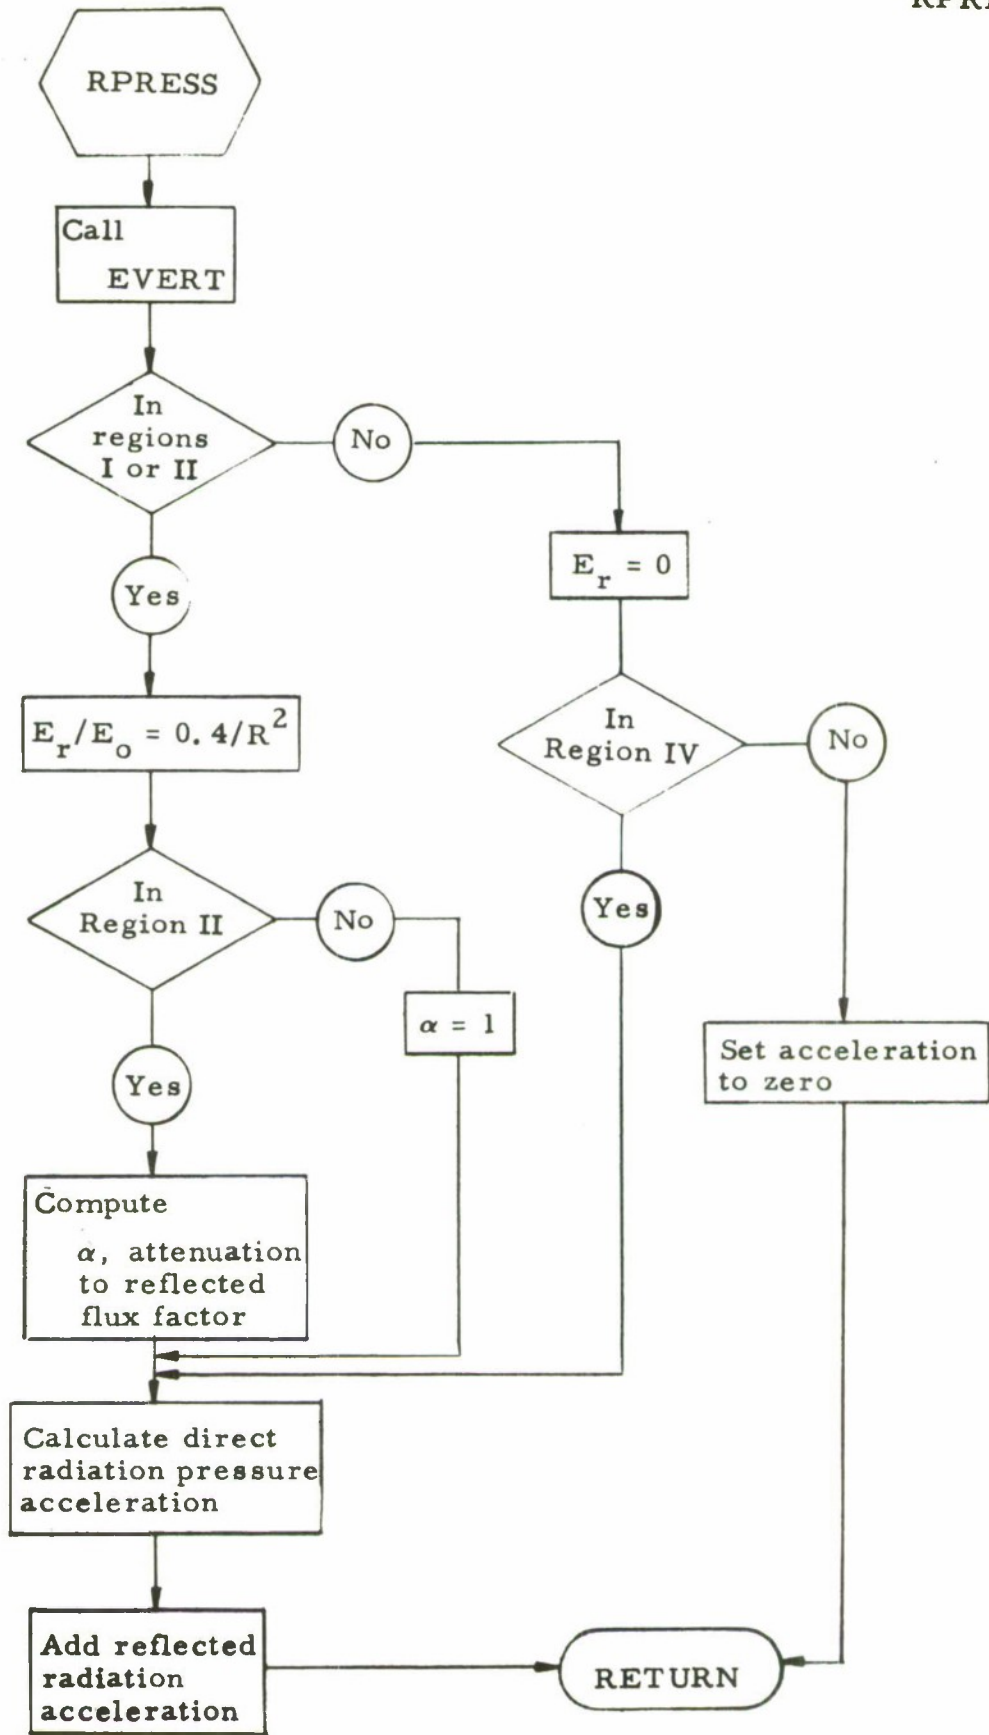 RPRESS
Call
EVERT
In
regions
I or II
No
Yes
E_r = 0
E_r/E_o = 0.4/R^2
In
Region IV
No
In
Region II
No
Yes
α = 1
Set acceleration
to zero
Yes
Compute
α, attenuation
to reflected
flux factor
Calculate direct
radiation pressure
acceleration
Add reflected
radiation
acceleration
RETURN